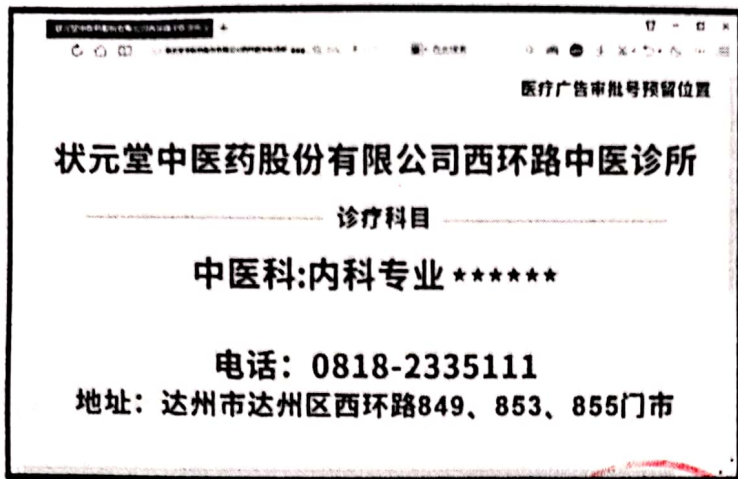 医疗广告审批号预留位置
状元堂中医药股份有限公司西环路中医诊所
诊疗科目
中医科:内科专业******
电话：0818-2335111
地址：达州市达州区西环路849、853、855门市